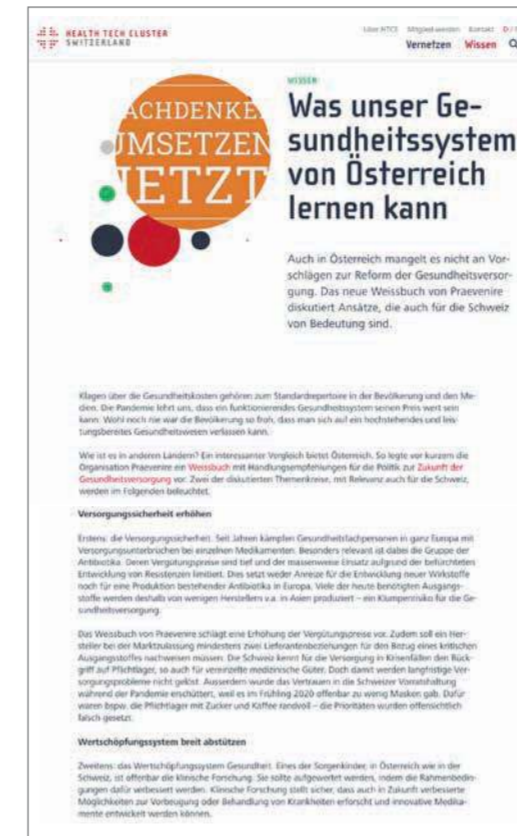 HEALTH TECH CLUSTER
SWITZERLAND
Über HTCS Mitglied werden Kontakt D /
Vernetzen Wissen
ACHDENKE
UMSETZEN
JETZT
WISSEN
Was unser Ge-
sundheitssystem
von Österreich
lernen kann
Auch in Österreich mangelt es nicht an Vor-
schlägen zur Reform der Gesundheitsversor-
gung. Das neue Weissbuch von Praevenire
diskutiert Ansätze, die auch für die Schweiz
von Bedeutung sind.
Klagen über die Gesundheitskosten gehören zum Standardrepertoire in der Bevölkerung und den Me-
dien. Die Pandemie lehrt uns, dass ein funktionierendes Gesundheitssystem seinen Preis wert sein
kann. Wohl noch nie war die Bevölkerung so froh, dass man sich auf ein hochstehendes und leis-
tungsbereites Gesundheitswesen verlassen kann.
Wie ist es in anderen Ländern? Ein interessanter Vergleich bietet Österreich. So legte vor kurzem die
Organisation Praevenire ein Weissbuch mit Handlungsempfehlungen für die Politik zur Zukunft der
Gesundheitsversorgung vor. Zwei der diskutierten Themenkreise, mit Relevanz auch für die Schweiz,
werden im Folgenden beleuchtet.
Versorgungssicherheit erhöhen
Erstens: die Versorgungssicherheit. Seit Jahren kämpfen Gesundheitsfachpersonen in ganz Europa mit
Versorgungsunterbrüchen bei einzelnen Medikamenten. Besonders relevant ist dabei die Gruppe der
Antibiotika. Deren Vergütungspreise sind tief und der massenweise Einsatz aufgrund der befürchteten
Entwicklung von Resistenzen limitiert. Dies setzt weder Anreize für die Entwicklung neuer Wirkstoffe
noch für eine Produktion bestehender Antibiotika in Europa. Viele der heute benötigten Ausgangs-
stoffe werden deshalb von wenigen Herstellern v.a. in Asien produziert – ein Klumpenrisiko für die Ge-
sundheitsversorgung.
Das Weissbuch von Praevenire schlägt eine Erhöhung der Vergütungspreise vor. Zudem soll ein Her-
steller bei der Marktzulassung mindestens zwei Lieferantenbeziehungen für den Bezug eines kritischen
Ausgangsstoffes nachweisen müssen. Die Schweiz kennt für die Versorgung in Krisenfällen den Rück-
griff auf Pflichtlager, so auch für vereinzelte medizinische Güter. Doch damit werden langfristige Ver-
sorgungsprobleme nicht gelöst. Ausserdem wurde das Vertrauen in die Schweizer Vorratshaltung
während der Pandemie erschüttert, weil es im Frühling 2020 offenbar zu wenig Masken gab. Dafür
waren bspw. die Pflichtlager mit Zucker und Kaffee randvoll – die Prioritäten wurden offensichtlich
falsch gesetzt.
Wertschöpfungssystem breit abstützen
Zweitens: das Wertschöpfungssystem Gesundheit. Eines der Sorgenkinder, in Österreich wie in der
Schweiz, ist offenbar die klinische Forschung. Sie sollte aufgewertet werden, indem die Rahmenbedin-
gungen dafür verbessert werden. Klinische Forschung stellt sicher, dass auch in Zukunft verbesserte
Möglichkeiten zur Vorbeugung oder Behandlung von Krankheiten erforscht und innovative Medika-
mente entwickelt werden können.